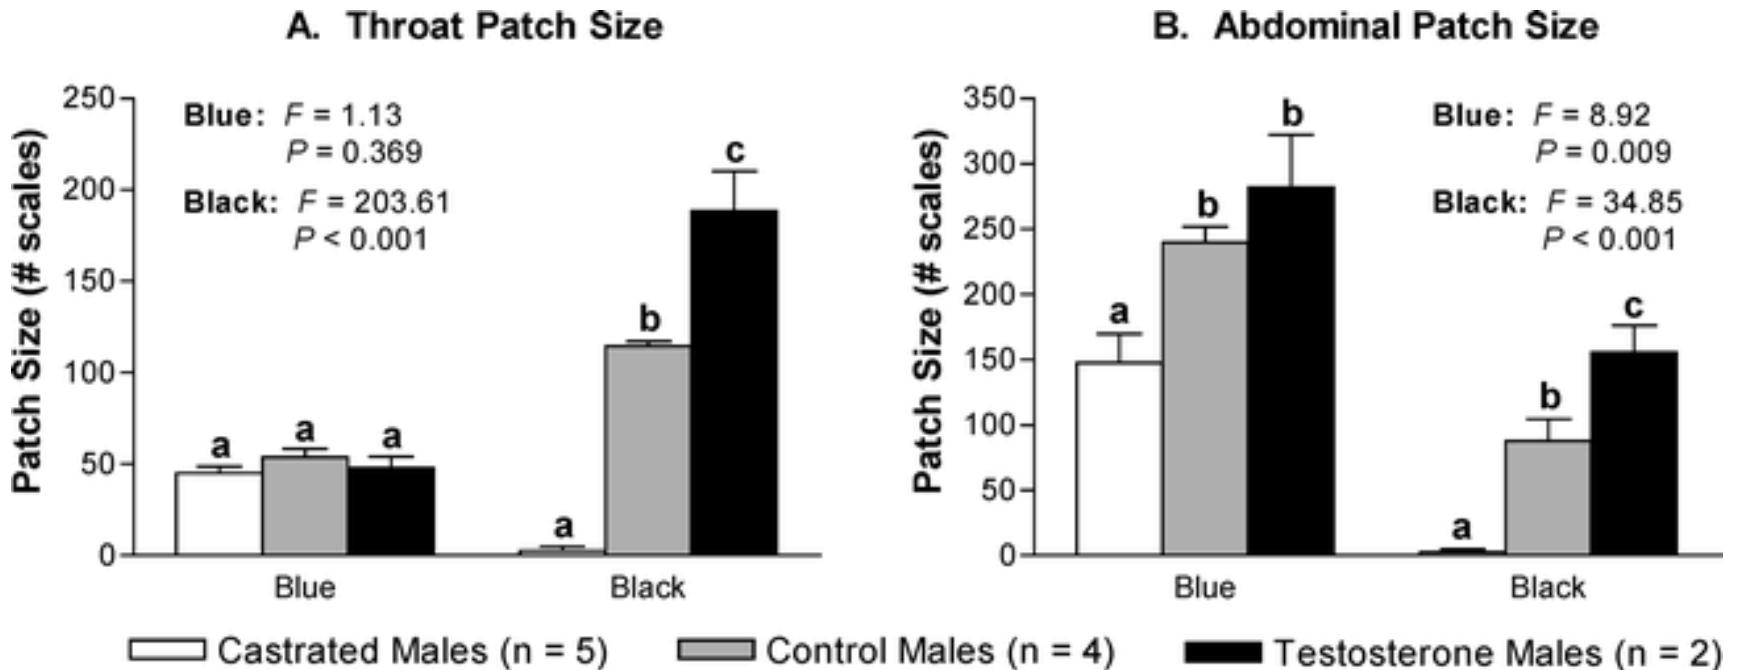 A. Throat Patch Size
Patch Size (# scales)
250
200
150
100
50
0
Blue: F = 1.13
P = 0.369
Black: F = 203.61
P < 0.001
a
a
a
a
b
c
Blue
Black
B. Abdominal Patch Size
Patch Size (# scales)
350
300
250
200
150
100
50
0
Blue: F = 8.92
P = 0.009
Black: F = 34.85
P < 0.001
a
b
b
a
b
c
Blue
Black
Castrated Males (n = 5)
Control Males (n = 4)
Testosterone Males (n = 2)